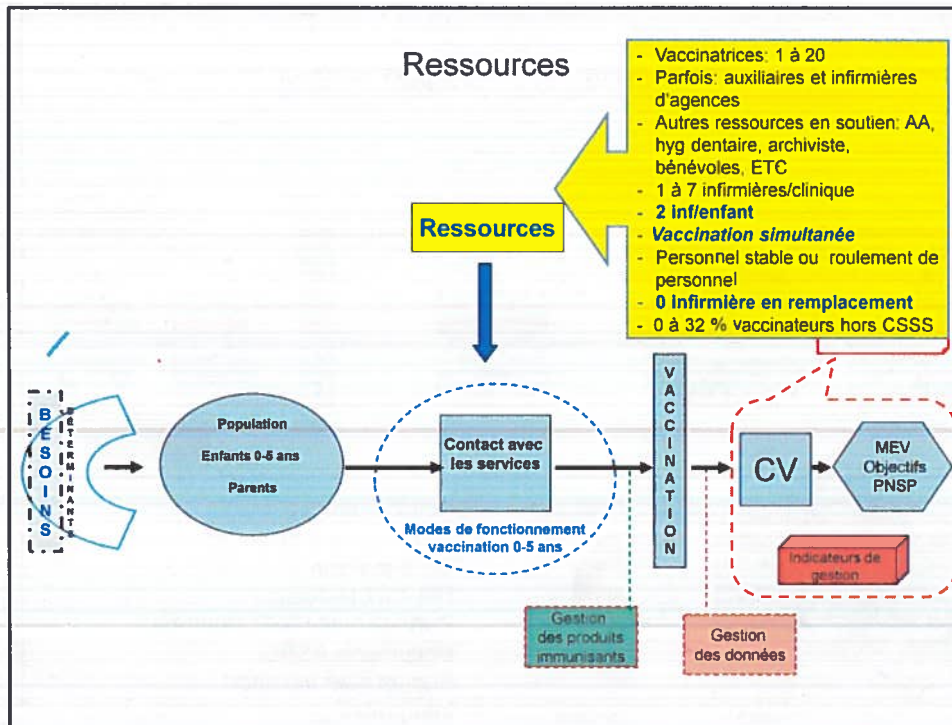 Ressources
- Vaccinatrices: 1 à 20
- Parfois: auxiliaires et infirmières
d'agences
- Autres ressources en soutien: AA,
hyg dentaire, archiviste,
bénévoles, ETC
- 1 à 7 infirmières/clinique
- 2 inf/enfant
- Vaccination simultanée
- Personnel stable ou roulement de
personnel
- 0 infirmière en remplacement
- 0 à 32 % vaccinateurs hors CSSS
Ressources
BESOINS
DÉTERMINANTS
Population
Enfants 0-5 ans
Parents
Contact avec
les services
Modes de fonctionnement
vaccination 0-5 ans
VACCINATION
CV
MEV
Objectifs
PNSP
Indicateurs de
gestion
Gestion
des produits
immunisants
Gestion
des données